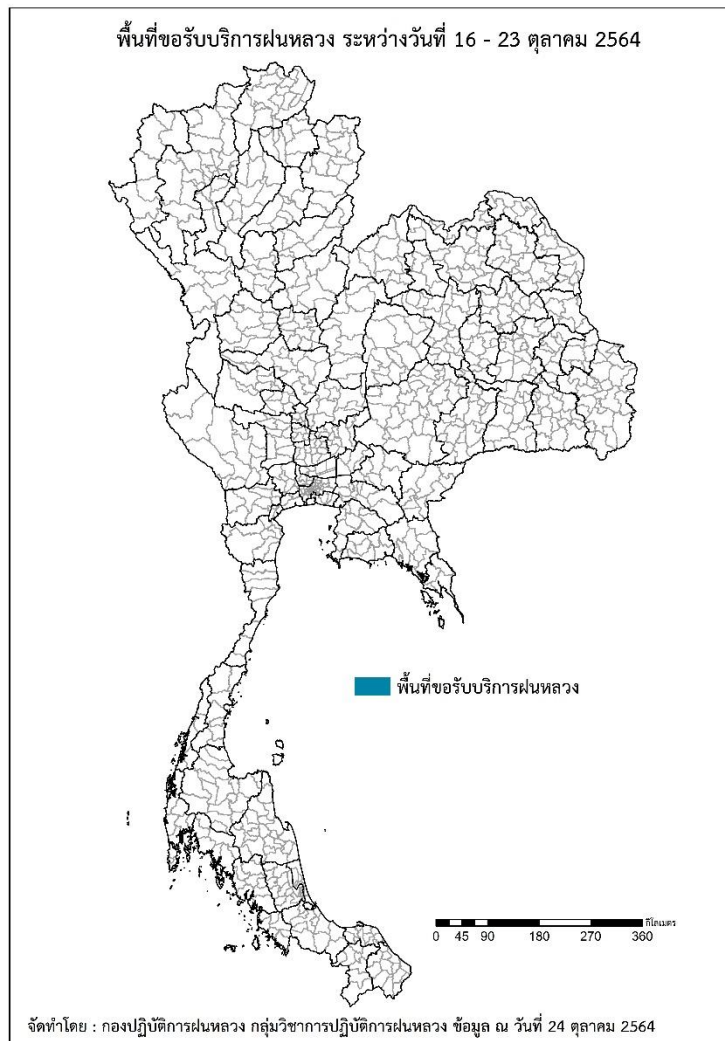 พื้นที่ขอรับบริการฝนหลวง ระหว่างวันที่ 16 - 23 ตุลาคม 2564
พื้นที่ขอรับบริการฝนหลวง
กิโลเมตร
0 45 90 180 270 360
จัดทำโดย : กองปฏิบัติการฝนหลวง กลุ่มวิชาการปฏิบัติการฝนหลวง ข้อมูล ณ วันที่ 24 ตุลาคม 2564